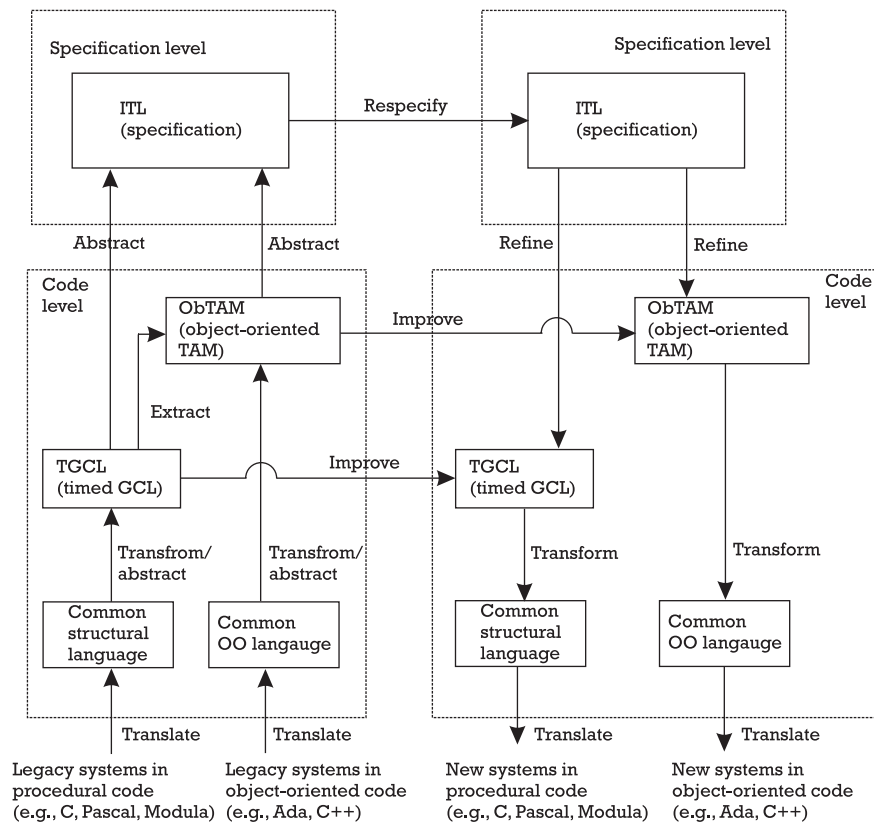 Specification level
ITL
(specification)
Respecify
Specification level
ITL
(specification)
Abstract
Abstract
Refine
Refine
Code
level
ObTAM
(object-oriented
TAM)
Improve
Code
level
ObTAM
(object-oriented
TAM)
Extract
TGCL
(timed GCL)
Improve
TGCL
(timed GCL)
Transfrom/
abstract
Transfrom/
abstract
Transform
Transform
Common
structural
language
Common
OO langauge
Common
structural
language
Common
OO langauge
Translate
Translate
Translate
Translate
Legacy systems in
procedural code
(e.g., C, Pascal, Modula)
Legacy systems in
object-oriented code
(e.g., Ada, C++)
New systems in
procedural code
(e.g., C, Pascal, Modula)
New systems in
object-oriented code
(e.g., Ada, C++)